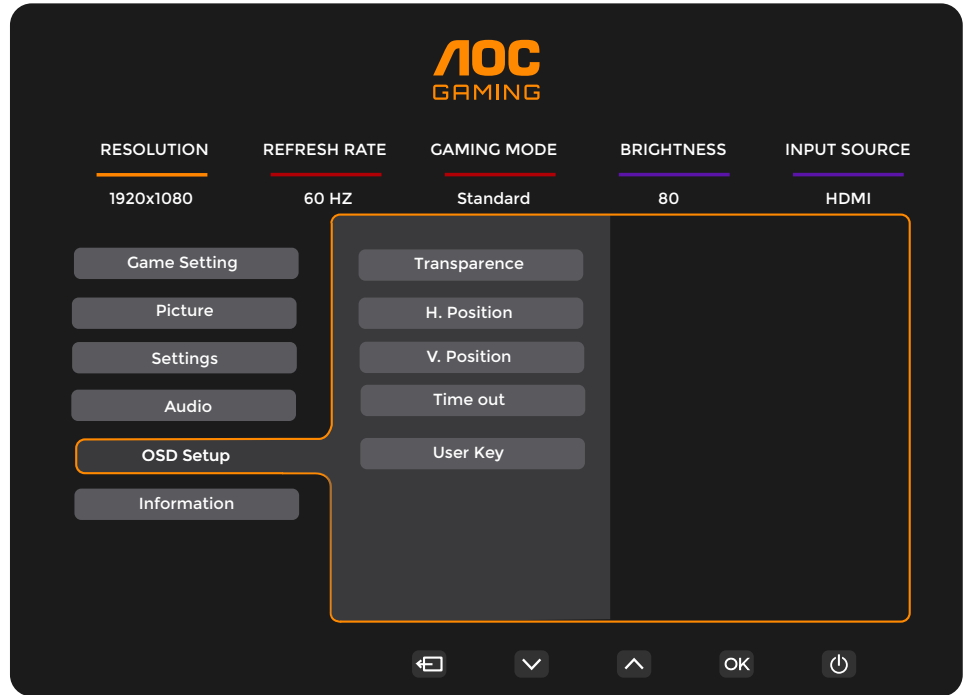 AOC
GAMING
RESOLUTION REFRESH RATE GAMING MODE BRIGHTNESS INPUT SOURCE
1920x1080 60 HZ Standard 80 HDMI
Game Setting
Picture
Settings
Audio
OSD Setup
Information
Transparence
H. Position
V. Position
Time out
User Key
OK